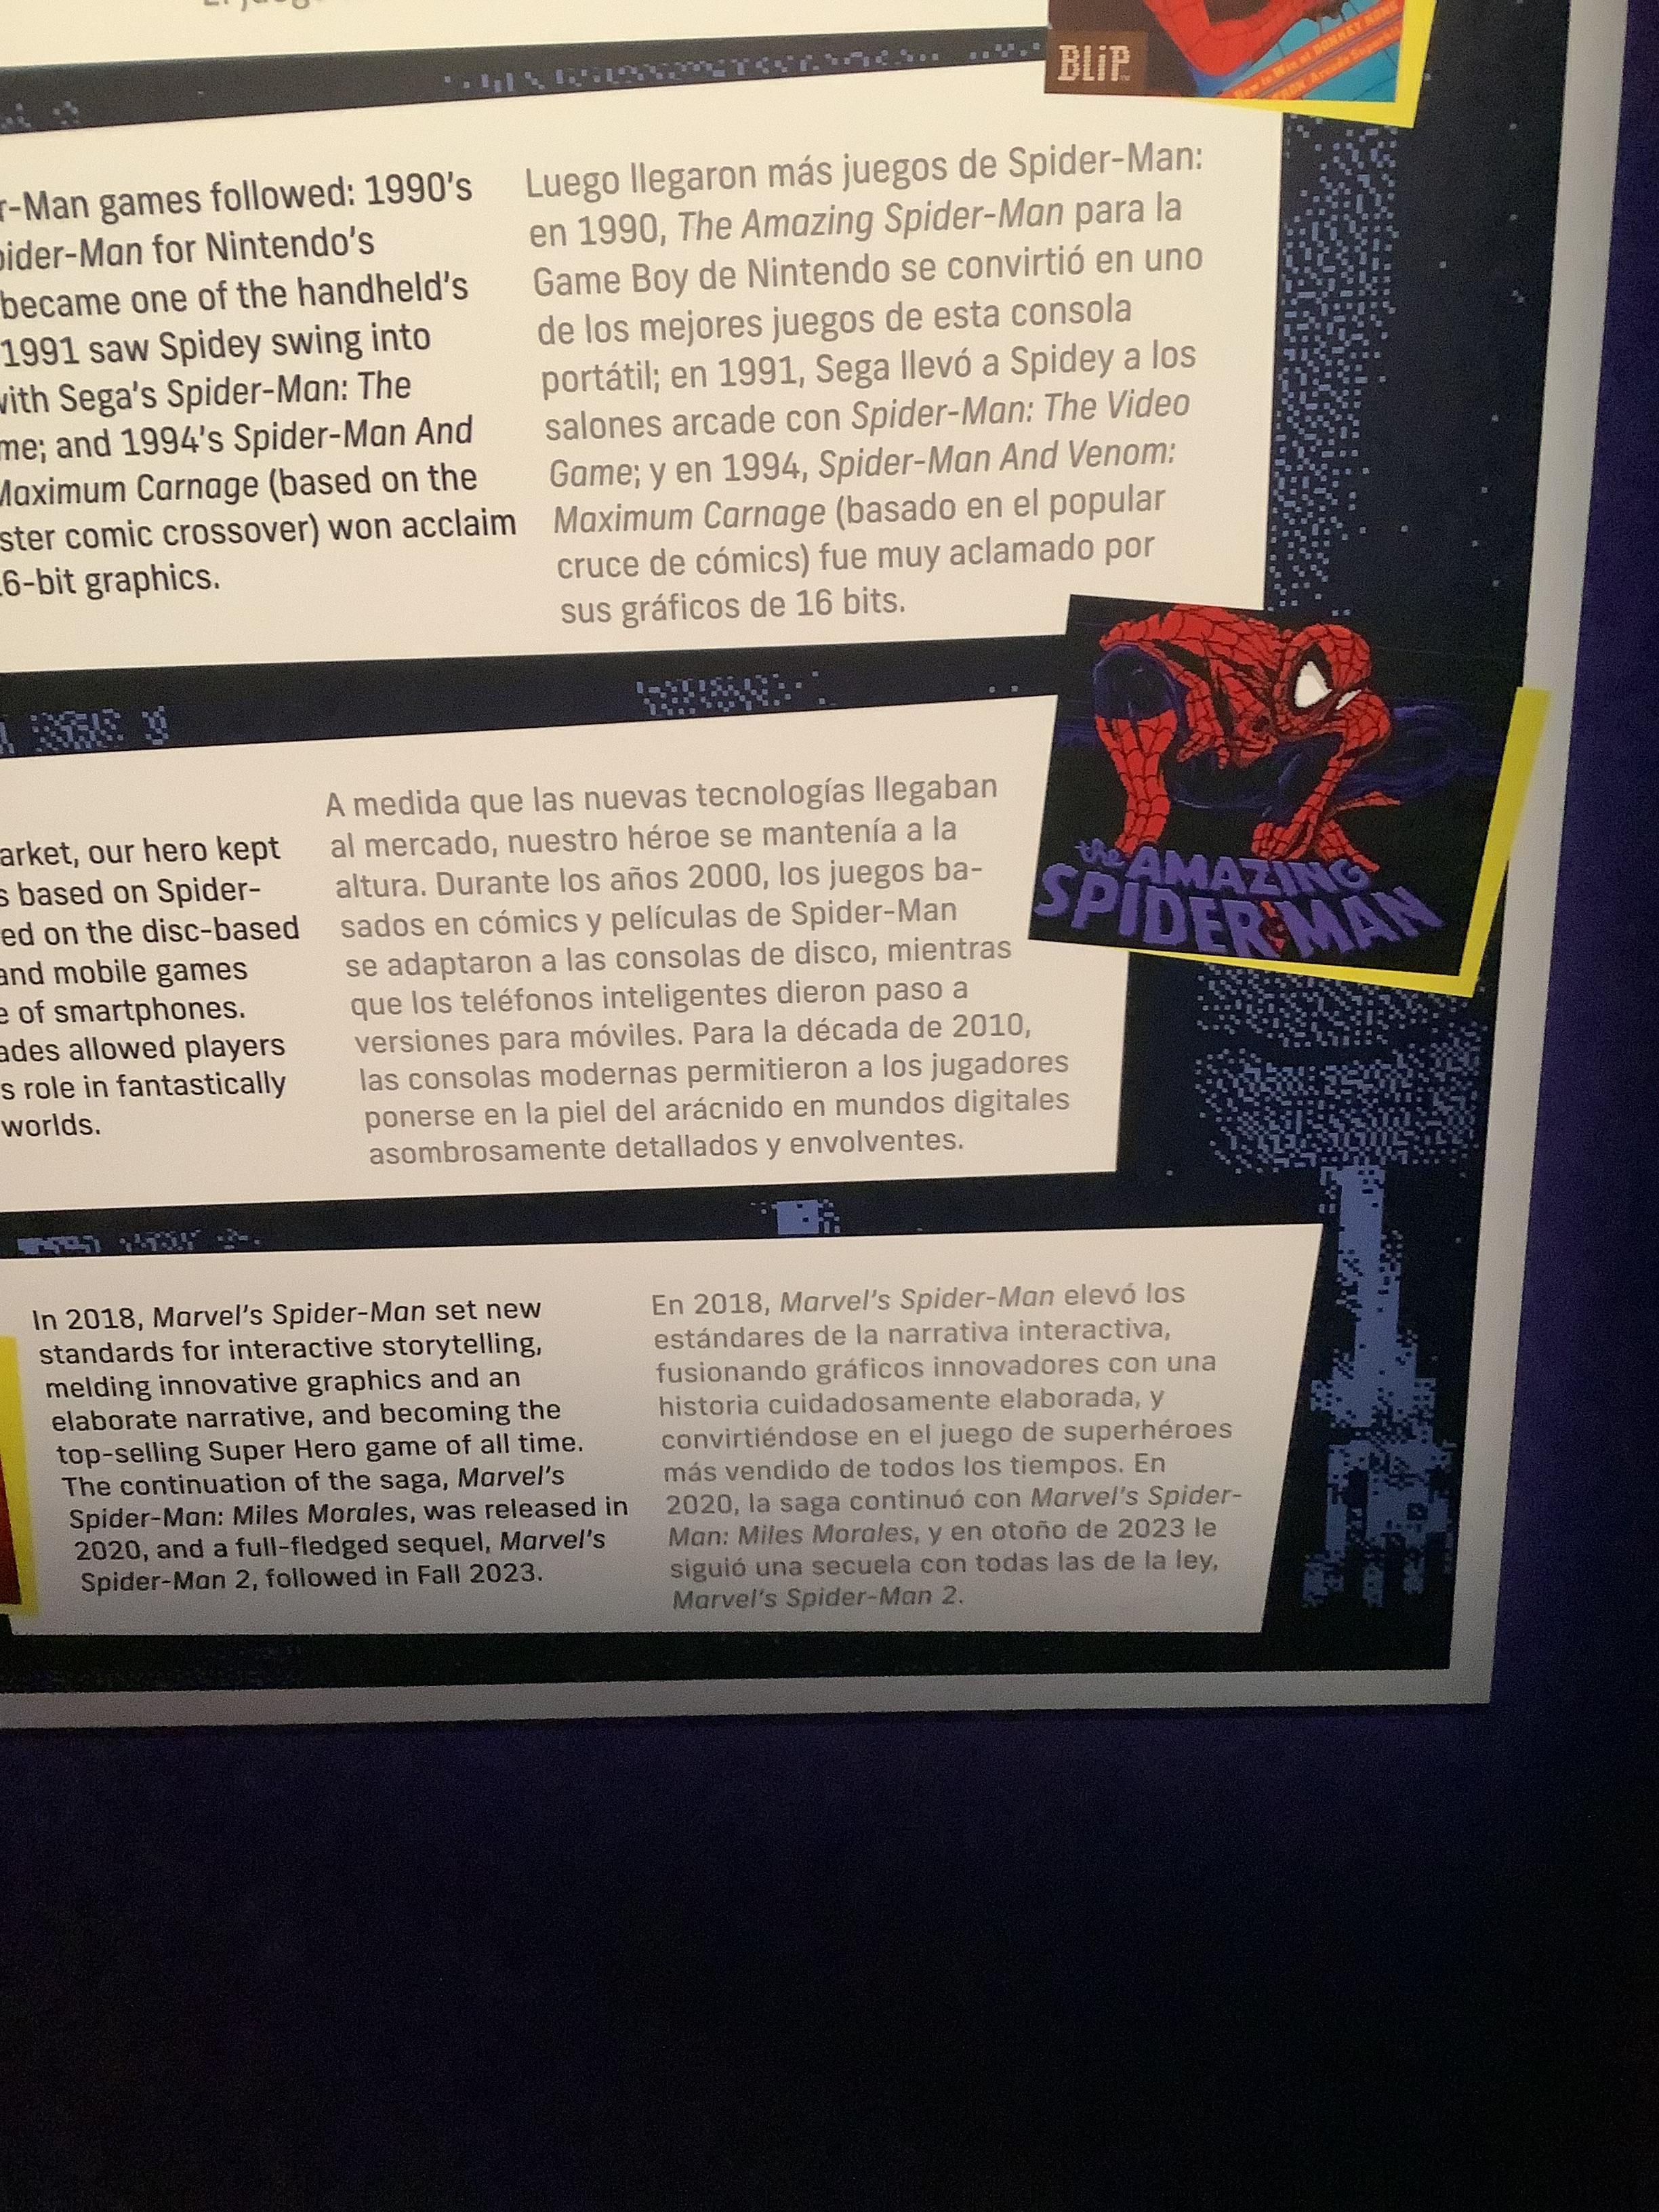 BLiP
r-Man games followed: 1990's
pider-Man for Nintendo's
became one of the handheld's
1991 saw Spidey swing into
with Sega's Spider-Man: The
me; and 1994's Spider-Man And
Maximum Carnage (based on the
ster comic crossover) won acclaim
16-bit graphics.
Luego llegaron más juegos de Spider-Man:
en 1990, The Amazing Spider-Man para la
Game Boy de Nintendo se convirtió en uno
de los mejores juegos de esta consola
portátil; en 1991, Sega llevó a Spidey a los
salones arcade con Spider-Man: The Video
Game; y en 1994, Spider-Man And Venom:
Maximum Carnage (basado en el popular
cruce de cómics) fue muy aclamado por
sus gráficos de 16 bits.
the AMAZING
SPIDER-MAN
arket, our hero kept
s based on Spider-
ed on the disc-based
and mobile games
e of smartphones.
ades allowed players
s role in fantastically
worlds.
A medida que las nuevas tecnologías llegaban
al mercado, nuestro héroe se mantenía a la
altura. Durante los años 2000, los juegos ba-
sados en cómics y películas de Spider-Man
se adaptaron a las consolas de disco, mientras
que los teléfonos inteligentes dieron paso a
versiones para móviles. Para la década de 2010,
las consolas modernas permitieron a los jugadores
ponerse en la piel del arácnido en mundos digitales
asombrosamente detallados y envolventes.
In 2018, Marvel's Spider-Man set new
standards for interactive storytelling,
melding innovative graphics and an
elaborate narrative, and becoming the
top-selling Super Hero game of all time.
The continuation of the saga, Marvel's
Spider-Man: Miles Morales, was released in
2020, and a full-fledged sequel, Marvel's
Spider-Man 2, followed in Fall 2023.
En 2018, Marvel's Spider-Man elevó los
estándares de la narrativa interactiva,
fusionando gráficos innovadores con una
historia cuidadosamente elaborada, y
convirtiéndose en el juego de superhéroes
más vendido de todos los tiempos. En
2020, la saga continuó con Marvel's Spider-
Man: Miles Morales, y en otoño de 2023 le
siguió una secuela con todas las de la ley,
Marvel's Spider-Man 2.